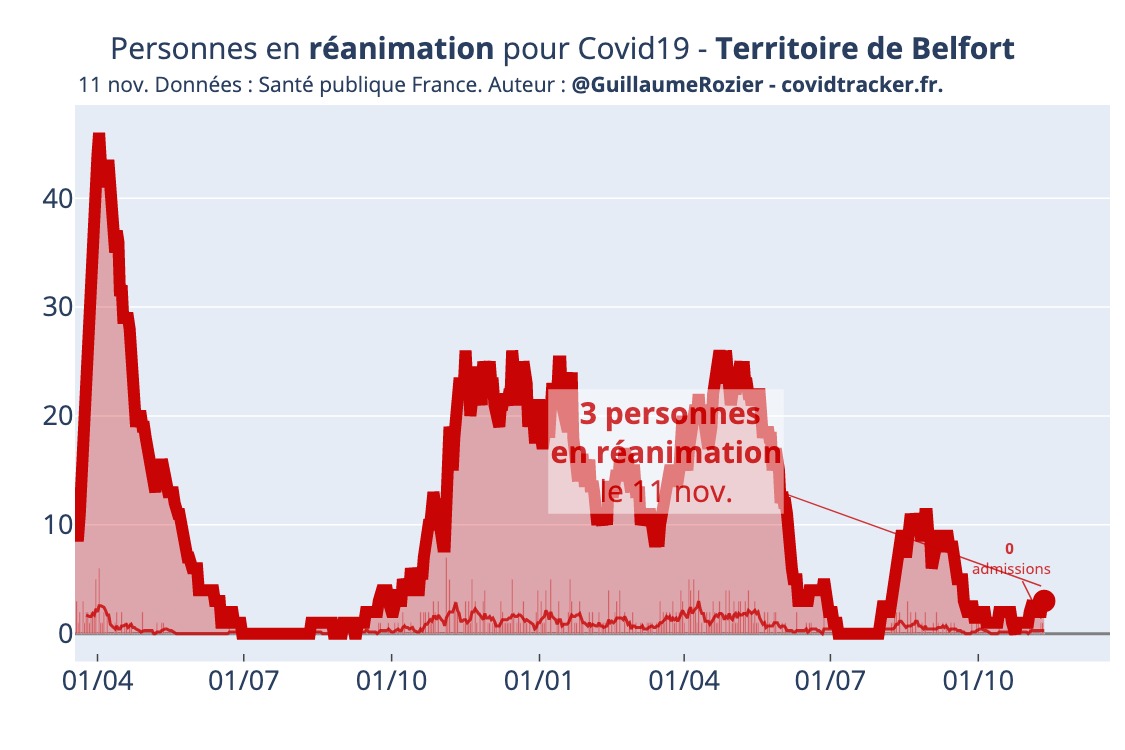 Personnes en réanimation pour Covid19 - Territoire de Belfort
11 nov. Données : Santé publique France. Auteur : @GuillaumeRozier - covidtracker.fr.
40
30
20
10
0
3 personnes
en réanimation
le 11 nov.
0
admissions
01/04
01/07
01/10
01/01
01/04
01/07
01/10